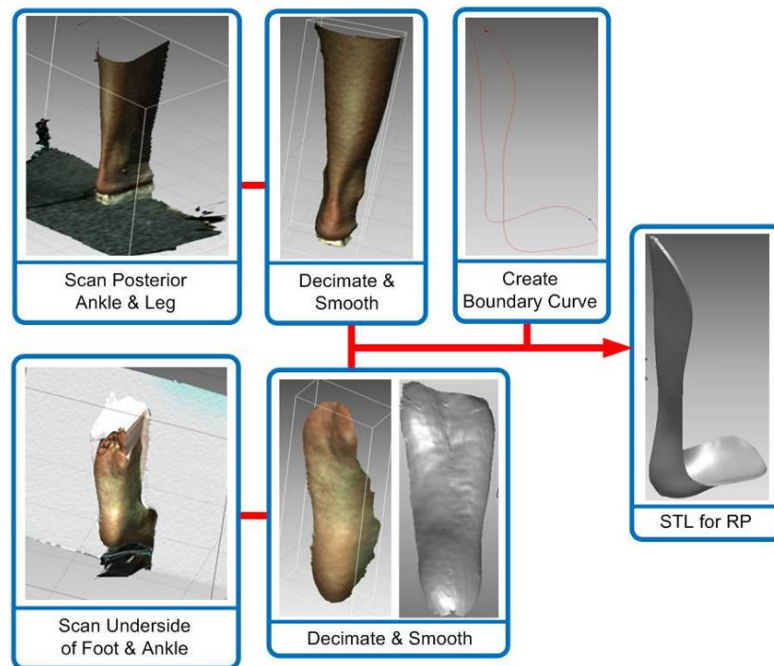 Scan Posterior
Ankle & Leg
Decimate &
Smooth
Create
Boundary Curve
STL for RP
Scan Underside
of Foot & Ankle
Decimate & Smooth